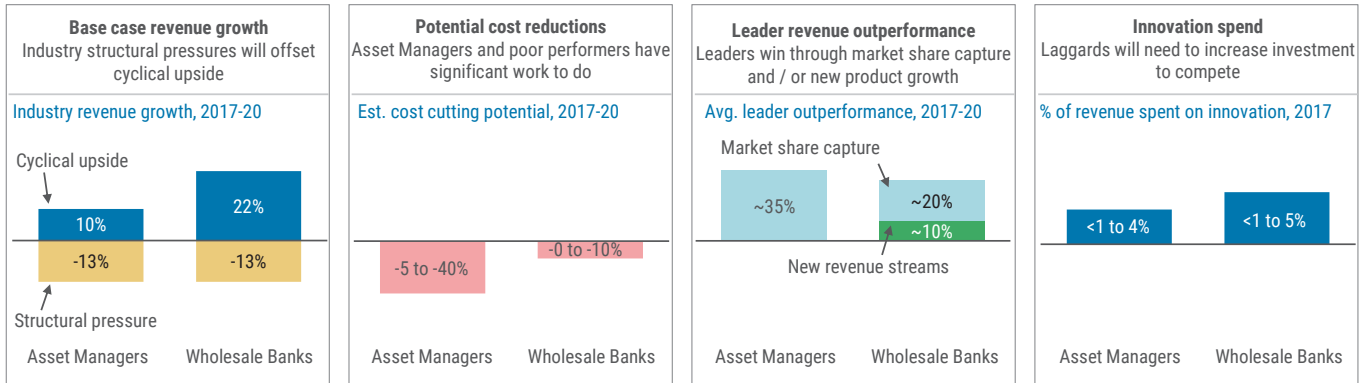 Base case revenue growth
Industry structural pressures will offset
cyclical upside
Industry revenue growth, 2017-20
Cyclical upside
10%
22%
-13%
-13%
Structural pressure
Asset Managers
Wholesale Banks
Potential cost reductions
Asset Managers and poor performers have
significant work to do
Est. cost cutting potential, 2017-20
-5 to -40%
-0 to -10%
Asset Managers
Wholesale Banks
Leader revenue outperformance
Leaders win through market share capture
and / or new product growth
Avg. leader outperformance, 2017-20
Market share capture
~35%
~20%
~10%
New revenue streams
Asset Managers
Wholesale Banks
Innovation spend
Laggards will need to increase investment
to compete
% of revenue spent on innovation, 2017
<1 to 4%
<1 to 5%
Asset Managers
Wholesale Banks